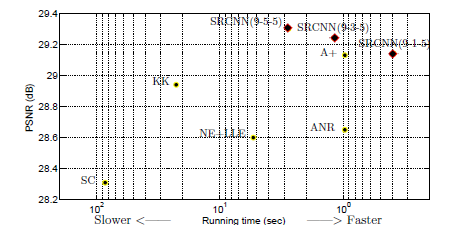 29.4
29.2
29
28.8
28.6
28.4
28.2
PSNR (dB)
SRCNN(9-5-5)
SRCNN(9-3-5)
SRCNN(9-1-5)
A+
KK
NE+LLE
ANR
SC
10²
10¹
10⁰
Slower <—— Running time (sec) ——> Faster